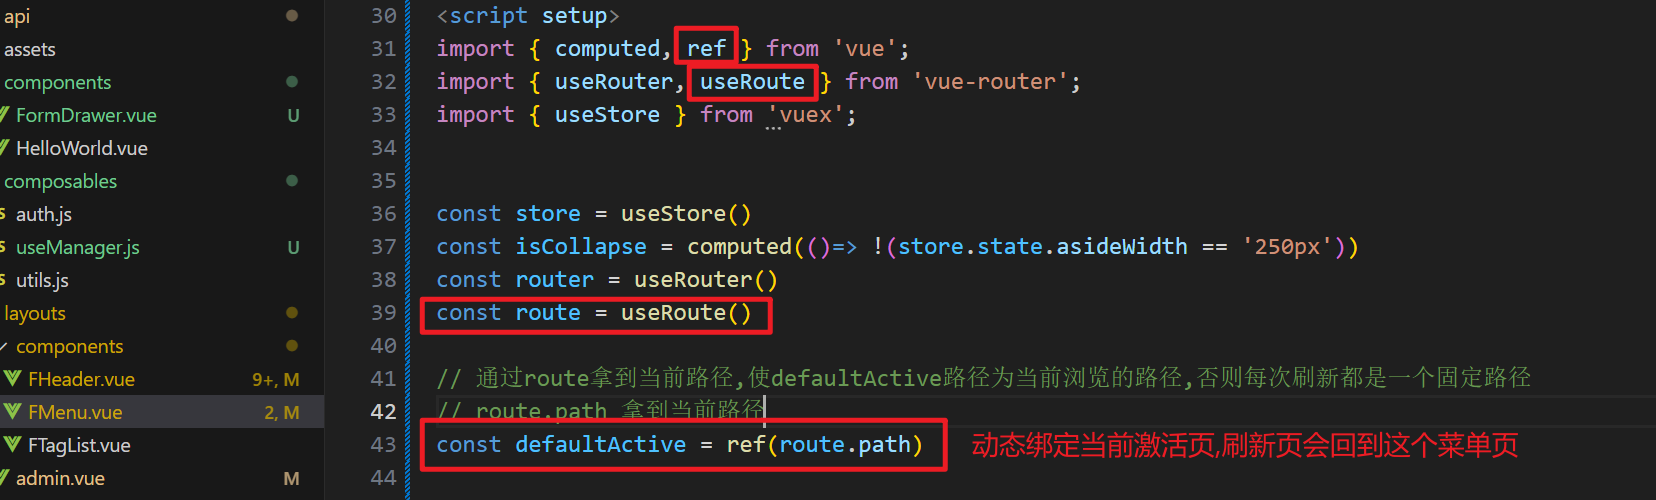 api
assets
components
FormDrawer.vue U
HelloWorld.vue
composables
auth.js
useManager.js U
utils.js
layouts
components
FHeader.vue 9+, M
FMenu.vue 2, M
FTagList.vue
admin.vue M
30 <script setup>
31 import { computed, ref } from 'vue';
32 import { useRouter, useRoute } from 'vue-router';
33 import { useStore } from 'vuex';
34
35
36 const store = useStore()
37 const isCollapse = computed(()=> !(store.state.asideWidth == '250px'))
38 const router = useRouter()
39 const route = useRoute()
40
41 // 通过route拿到当前路径,使defaultActive路径为当前浏览的路径,否则每次刷新都是一个固定路径
42 // route.path 拿到当前路径
43 const defaultActive = ref(route.path) 动态绑定当前激活页,刷新页会回到这个菜单页
44